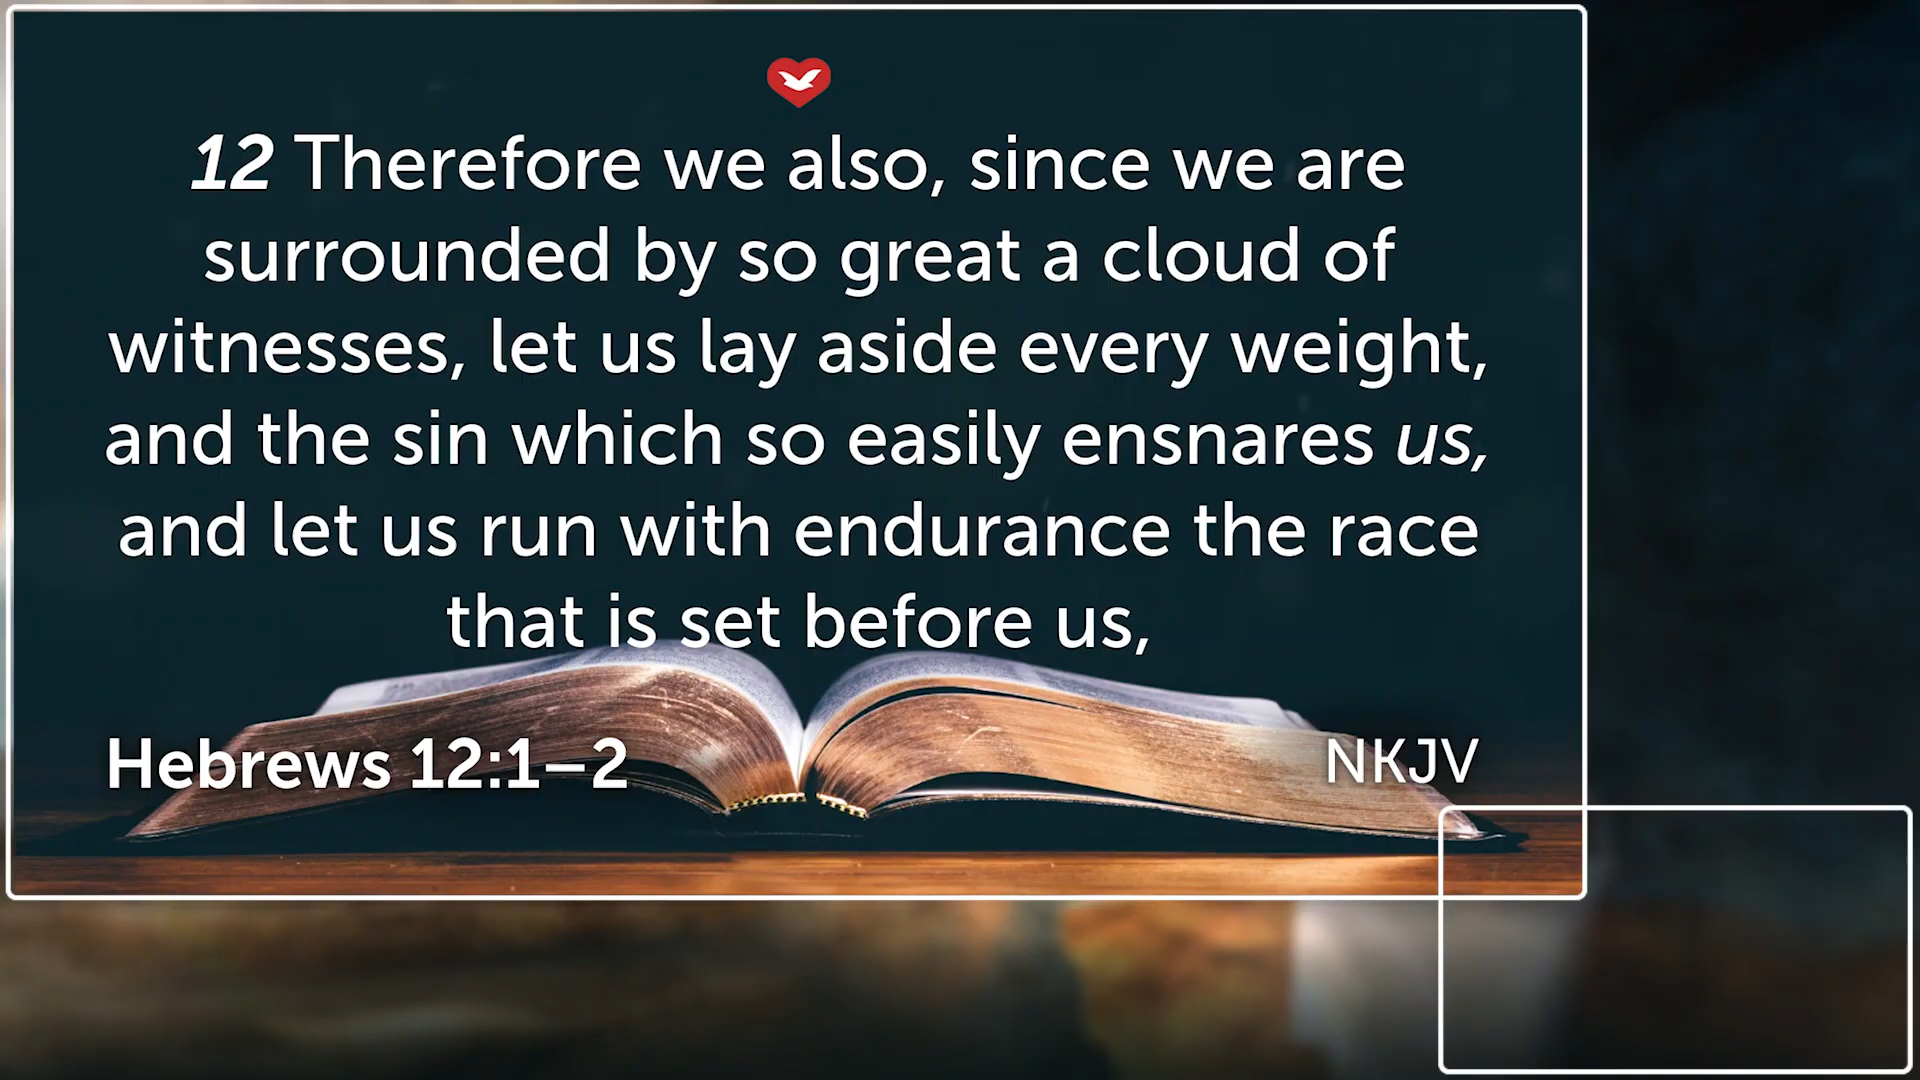 12 Therefore we also, since we are
surrounded by so great a cloud of
witnesses, let us lay aside every weight,
and the sin which so easily ensnares us,
and let us run with endurance the race
that is set before us,
Hebrews 12:1–2 NKJV